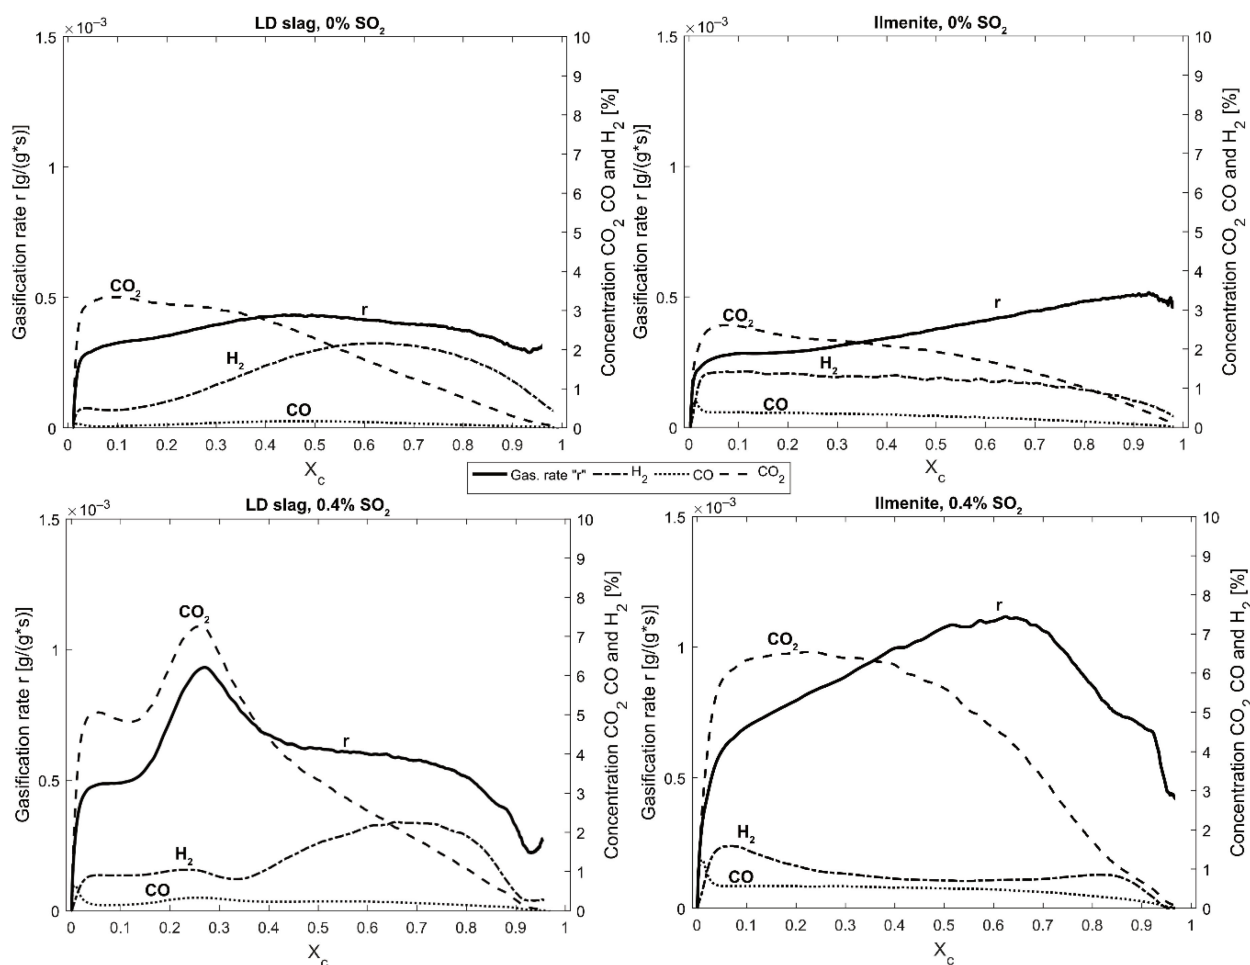 LD slag, 0% SO₂
×10⁻³
1.5
1
0.5
0
Gasification rate r [g/(g*s)]
CO₂
r
H₂
CO
10
9
8
7
6
5
4
3
2
1
0
Concentration CO₂ CO and H₂ [%]
0 0.1 0.2 0.3 0.4 0.5 0.6 0.7 0.8 0.9 1
X_c
Ilmenite, 0% SO₂
×10⁻³
1.5
1
0.5
0
Gasification rate r [g/(g*s)]
CO₂
r
H₂
CO
10
9
8
7
6
5
4
3
2
1
0
Concentration CO₂ CO and H₂ [%]
0 0.1 0.2 0.3 0.4 0.5 0.6 0.7 0.8 0.9 1
X_c
Gas. rate "r" H₂ CO CO₂
LD slag, 0.4% SO₂
×10⁻³
1.5
1
0.5
0
Gasification rate r [g/(g*s)]
CO₂
r
H₂
CO
10
9
8
7
6
5
4
3
2
1
0
Concentration CO₂ CO and H₂ [%]
0 0.1 0.2 0.3 0.4 0.5 0.6 0.7 0.8 0.9 1
X_c
Ilmenite, 0.4% SO₂
×10⁻³
1.5
1
0.5
0
Gasification rate r [g/(g*s)]
CO₂
r
H₂
CO
10
9
8
7
6
5
4
3
2
1
0
Concentration CO₂ CO and H₂ [%]
0 0.1 0.2 0.3 0.4 0.5 0.6 0.7 0.8 0.9 1
X_c